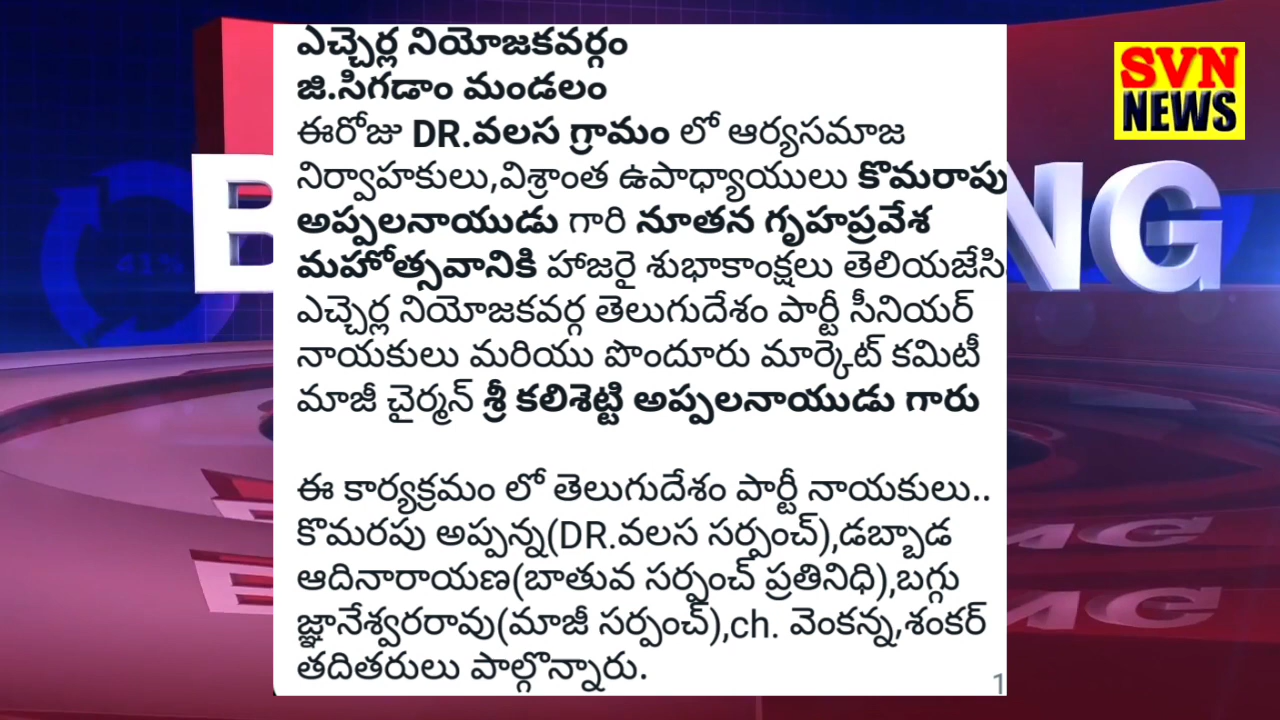 ఎచ్చెర్ల నియోజకవర్గం
జి.సిగడాం మండలం
ఈరోజు DR.వలస గ్రామం లో ఆర్యసమాజ
నిర్వాహకులు,విశ్రాంత ఉపాధ్యాయులు కొమరాపు
అప్పలనాయుడు గారి నూతన గృహప్రవేశ
మహోత్సవానికి హాజరై శుభాకాంక్షలు తెలియజేసి
ఎచ్చెర్ల నియోజకవర్గ తెలుగుదేశం పార్టీ సీనియర్
నాయకులు మరియు పొందూరు మార్కెట్ కమిటీ
మాజీ చైర్మన్ శ్రీ కలిశెట్టి అప్పలనాయుడు గారు
ఈ కార్యక్రమం లో తెలుగుదేశం పార్టీ నాయకులు..
కొమరపు అప్పన్న(DR.వలస సర్పంచ్),డబ్బాడ
ఆదినారాయణ(బాతువ సర్పంచ్ ప్రతినిధి),బగ్గు
జ్ఞానేశ్వరరావు(మాజీ సర్పంచ్),ch. వెంకన్న,శంకర్
తదితరులు పాల్గొన్నారు.
1
SVN
NEWS
B
NG
41%